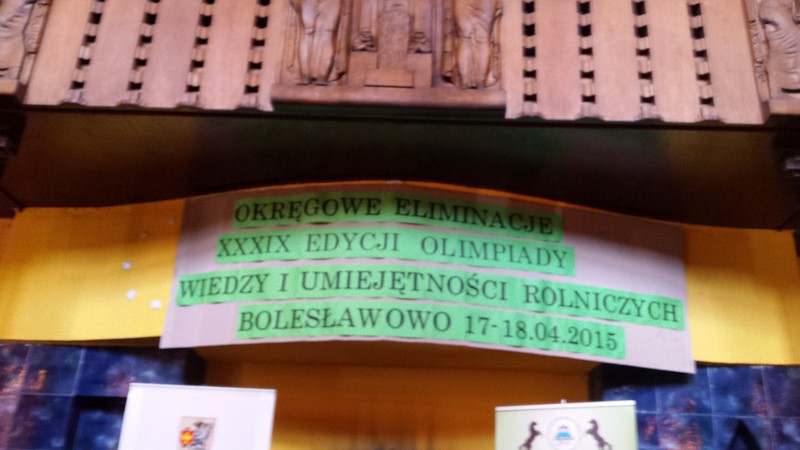 OKRĘGOWE ELIMINACJE
XXXIX EDYCJI OLIMPIADY
WIEDZY I UMIEJĘTNOŚCI ROLNICZYCH
BOLESŁAWOWO 17-18.04.2015